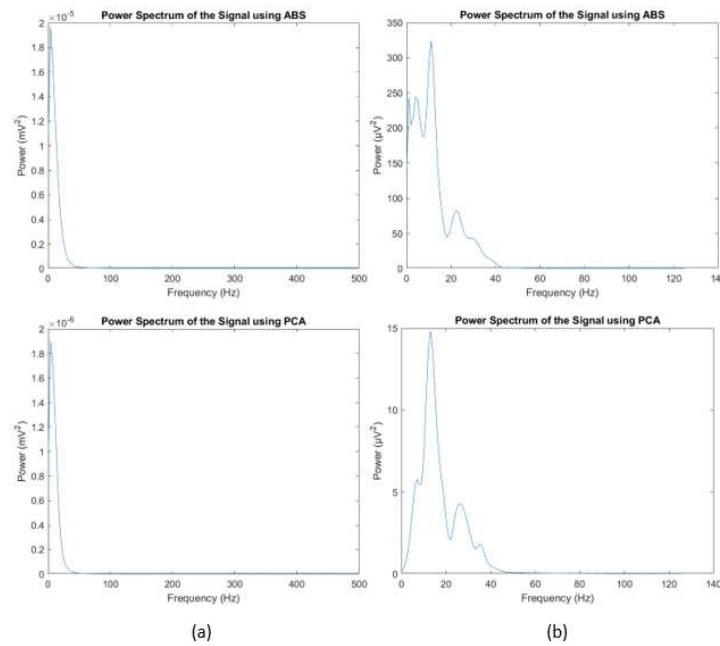 Power Spectrum of the Signal using ABS
×10⁻⁵
2
1.8
1.6
1.4
1.2
1
0.8
0.6
0.4
0.2
0
Power (mV²)
0 100 200 300 400 500
Frequency (Hz)
Power Spectrum of the Signal using ABS
350
300
250
200
150
100
50
0
Power (µV²)
0 20 40 60 80 100 120 140
Frequency (Hz)
Power Spectrum of the Signal using PCA
×10⁻⁶
2
1.8
1.6
1.4
1.2
1
0.8
0.6
0.4
0.2
0
Power (mV²)
0 100 200 300 400 500
Frequency (Hz)
Power Spectrum of the Signal using PCA
15
10
5
0
Power (µV²)
0 20 40 60 80 100 120 140
Frequency (Hz)
(a)
(b)